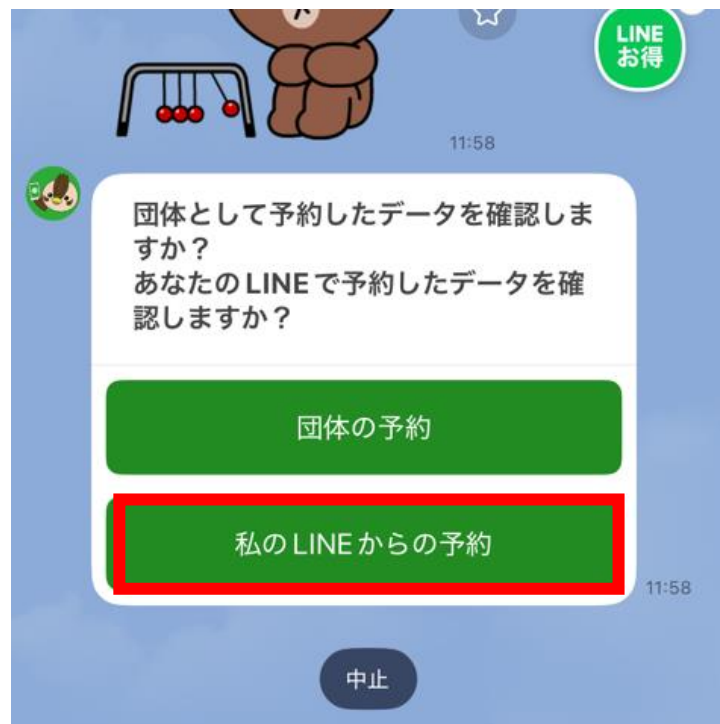 LINE
お得
11:58
団体として予約したデータを確認しま
すか？
あなたのLINEで予約したデータを確
認しますか？
団体の予約
私のLINEからの予約
11:58
中止